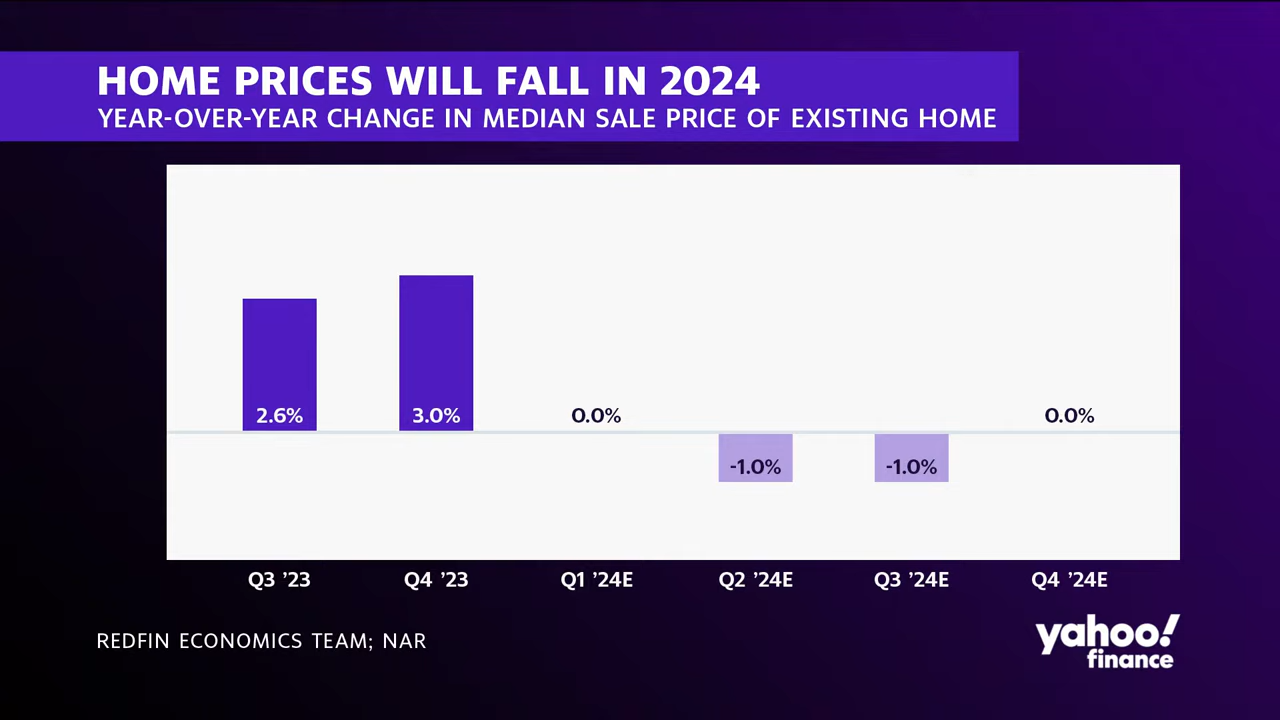 HOME PRICES WILL FALL IN 2024
YEAR-OVER-YEAR CHANGE IN MEDIAN SALE PRICE OF EXISTING HOME
2.6%
3.0%
0.0%
-1.0%
-1.0%
0.0%
Q3 ’23
Q4 ’23
Q1 ’24E
Q2 ’24E
Q3 ’24E
Q4 ’24E
REDFIN ECONOMICS TEAM; NAR
yahoo!
finance